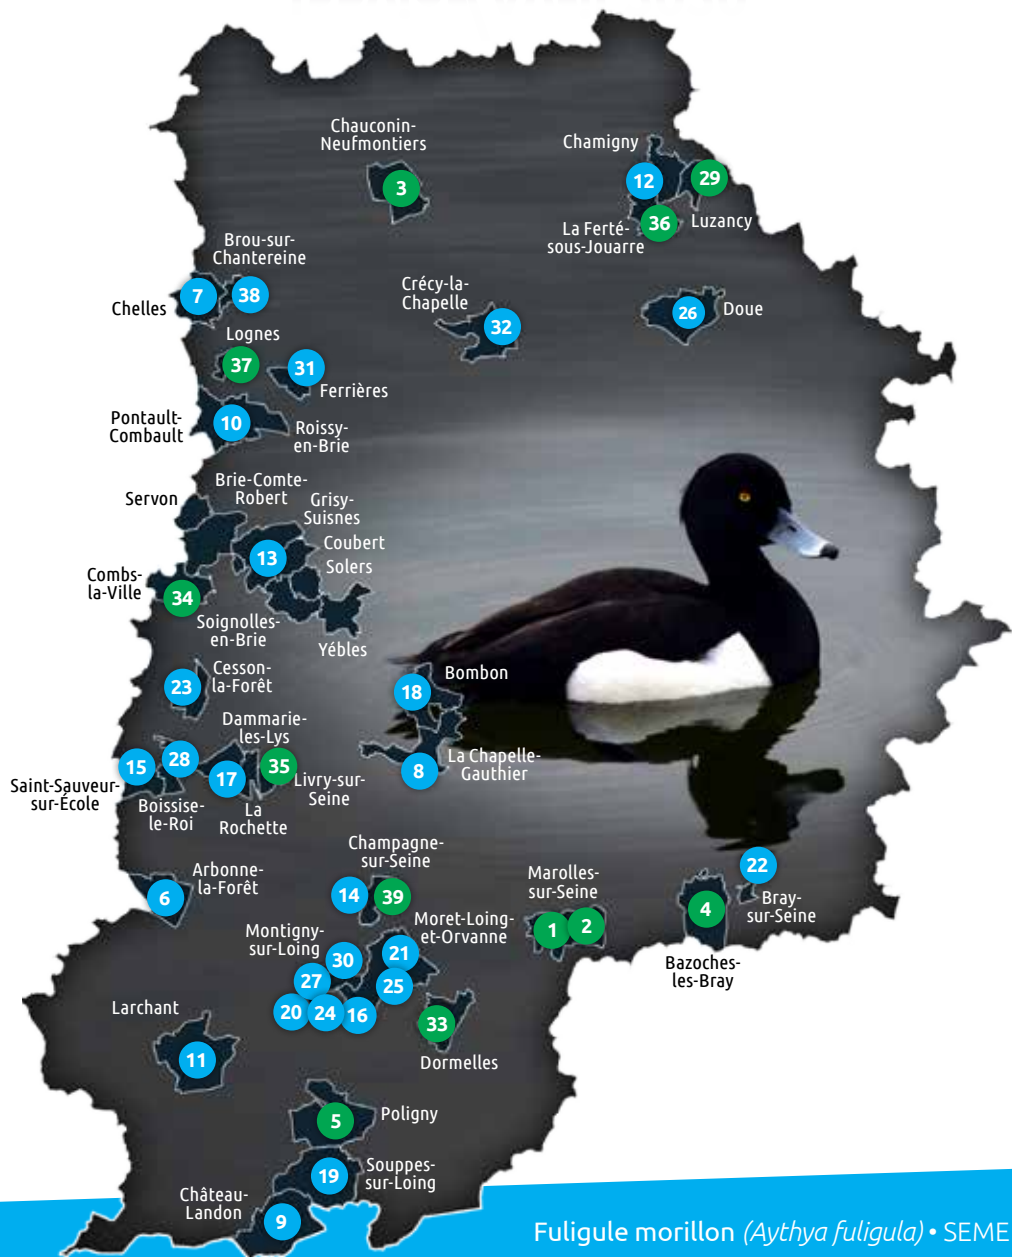 Chauconin-
Neufmontiers
3
Chamigny
12
29
Luzancy
36
La Ferté-
sous-Jouarre
Brou-sur-
Chantereine
7
38
Chelles
Crécy-la-
Chapelle
32
26
Doue
Lognes
37
31
Ferrières
Pontault-
Combault
10
Roissy-
en-Brie
Servon
Brie-Comte-
Robert
Grisy-
Suisnes
13
Coubert
Solers
Combs-
la-Ville
34
Soignolles-
en-Brie
Yébles
23
Cesson-
la-Forêt
18
Bombon
Dammarie-
les-Lys
15
28
17
35
Livry-sur-
Seine
Saint-Sauveur-
sur-École
Boissise-
le-Roi
La
Rochette
8
La Chapelle-
Gauthier
Arbonne-
la-Forêt
6
Champagne-
sur-Seine
14
39
Marolles-
sur-Seine
1
2
22
4
Bray-
sur-Seine
Bazoches-
les-Bray
Montigny-
sur-Loing
Moret-Loing-
et-Orvanne
30
21
27
25
20
24
16
33
Dormelles
Larchant
11
5
Poligny
19
Souppes-
sur-Loing
Château-
Landon
9
Fuligule morillon (Aythya fuligula) • SEME